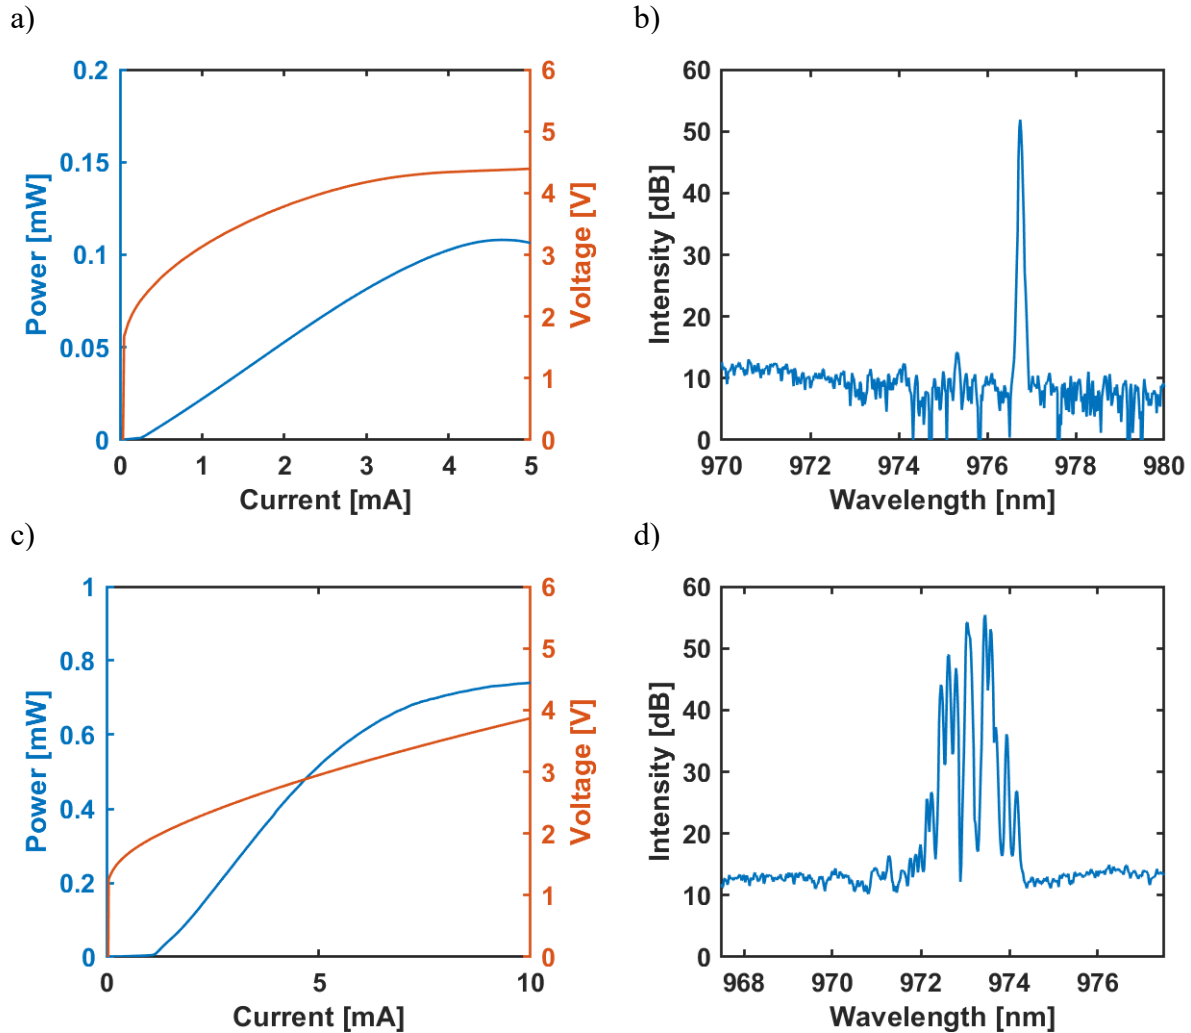 a)
b)
0.2
0.15
0.1
0.05
0
Power [mW]
6
5
4
3
2
1
0
Voltage [V]
0 1 2 3 4 5
Current [mA]
60
50
40
30
20
10
0
Intensity [dB]
970 972 974 976 978 980
Wavelength [nm]
c)
d)
1
0.8
0.6
0.4
0.2
0
Power [mW]
6
5
4
3
2
1
0
Voltage [V]
0 5 10
Current [mA]
60
50
40
30
20
10
0
Intensity [dB]
968 970 972 974 976
Wavelength [nm]